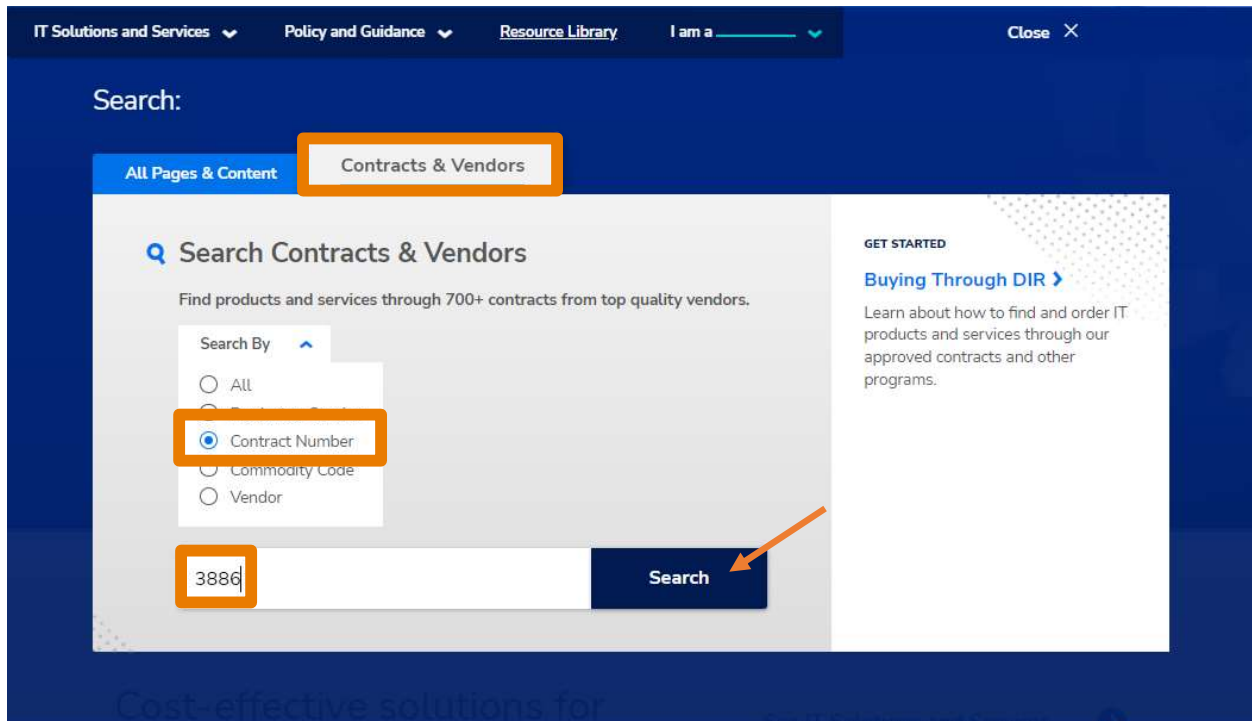 IT Solutions and Services Policy and Guidance Resource Library I am a Close
Search:
All Pages & Content Contracts & Vendors
Search Contracts & Vendors
Find products and services through 700+ contracts from top quality vendors.
Search By
All
Contract Number
Commodity Code
Vendor
3886 Search
GET STARTED
Buying Through DIR
Learn about how to find and order IT
products and services through our
approved contracts and other
programs.
Cost-effective solutions for